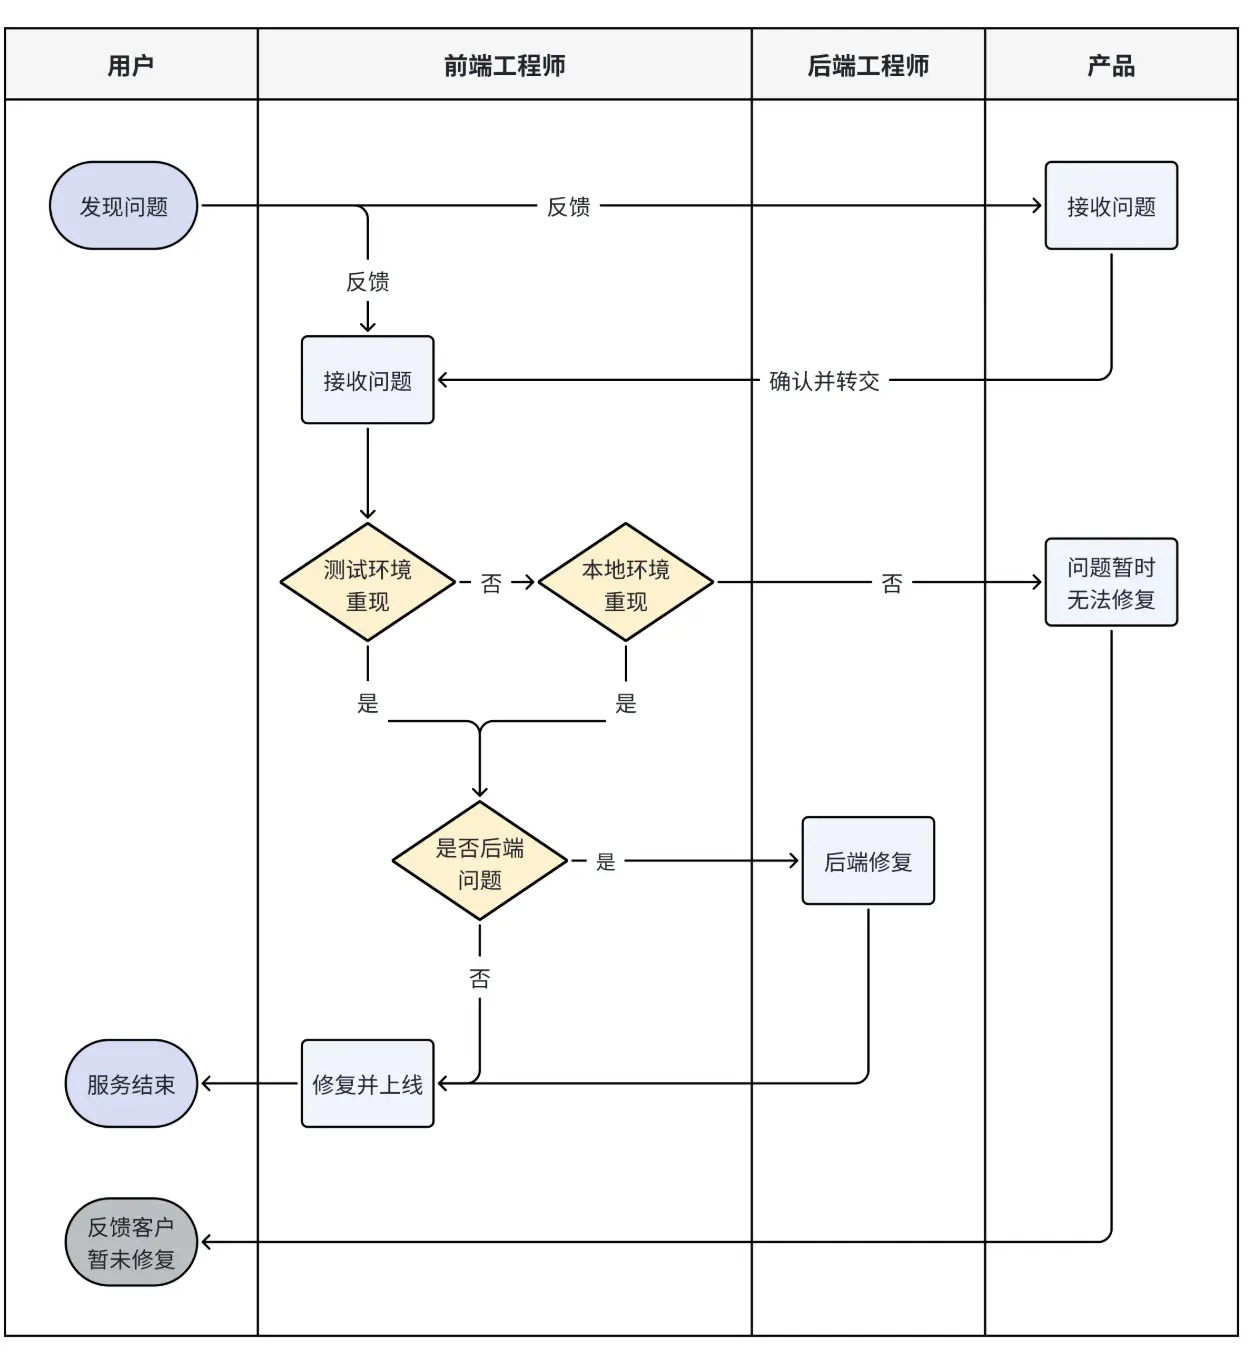 用户
前端工程师
后端工程师
产品
发现问题
反馈
接收问题
反馈
接收问题
确认并转交
测试环境
重现
否
本地环境
重现
否
问题暂时
无法修复
是
是
是否后端
问题
是
后端修复
否
服务结束
修复并上线
反馈客户
暂未修复